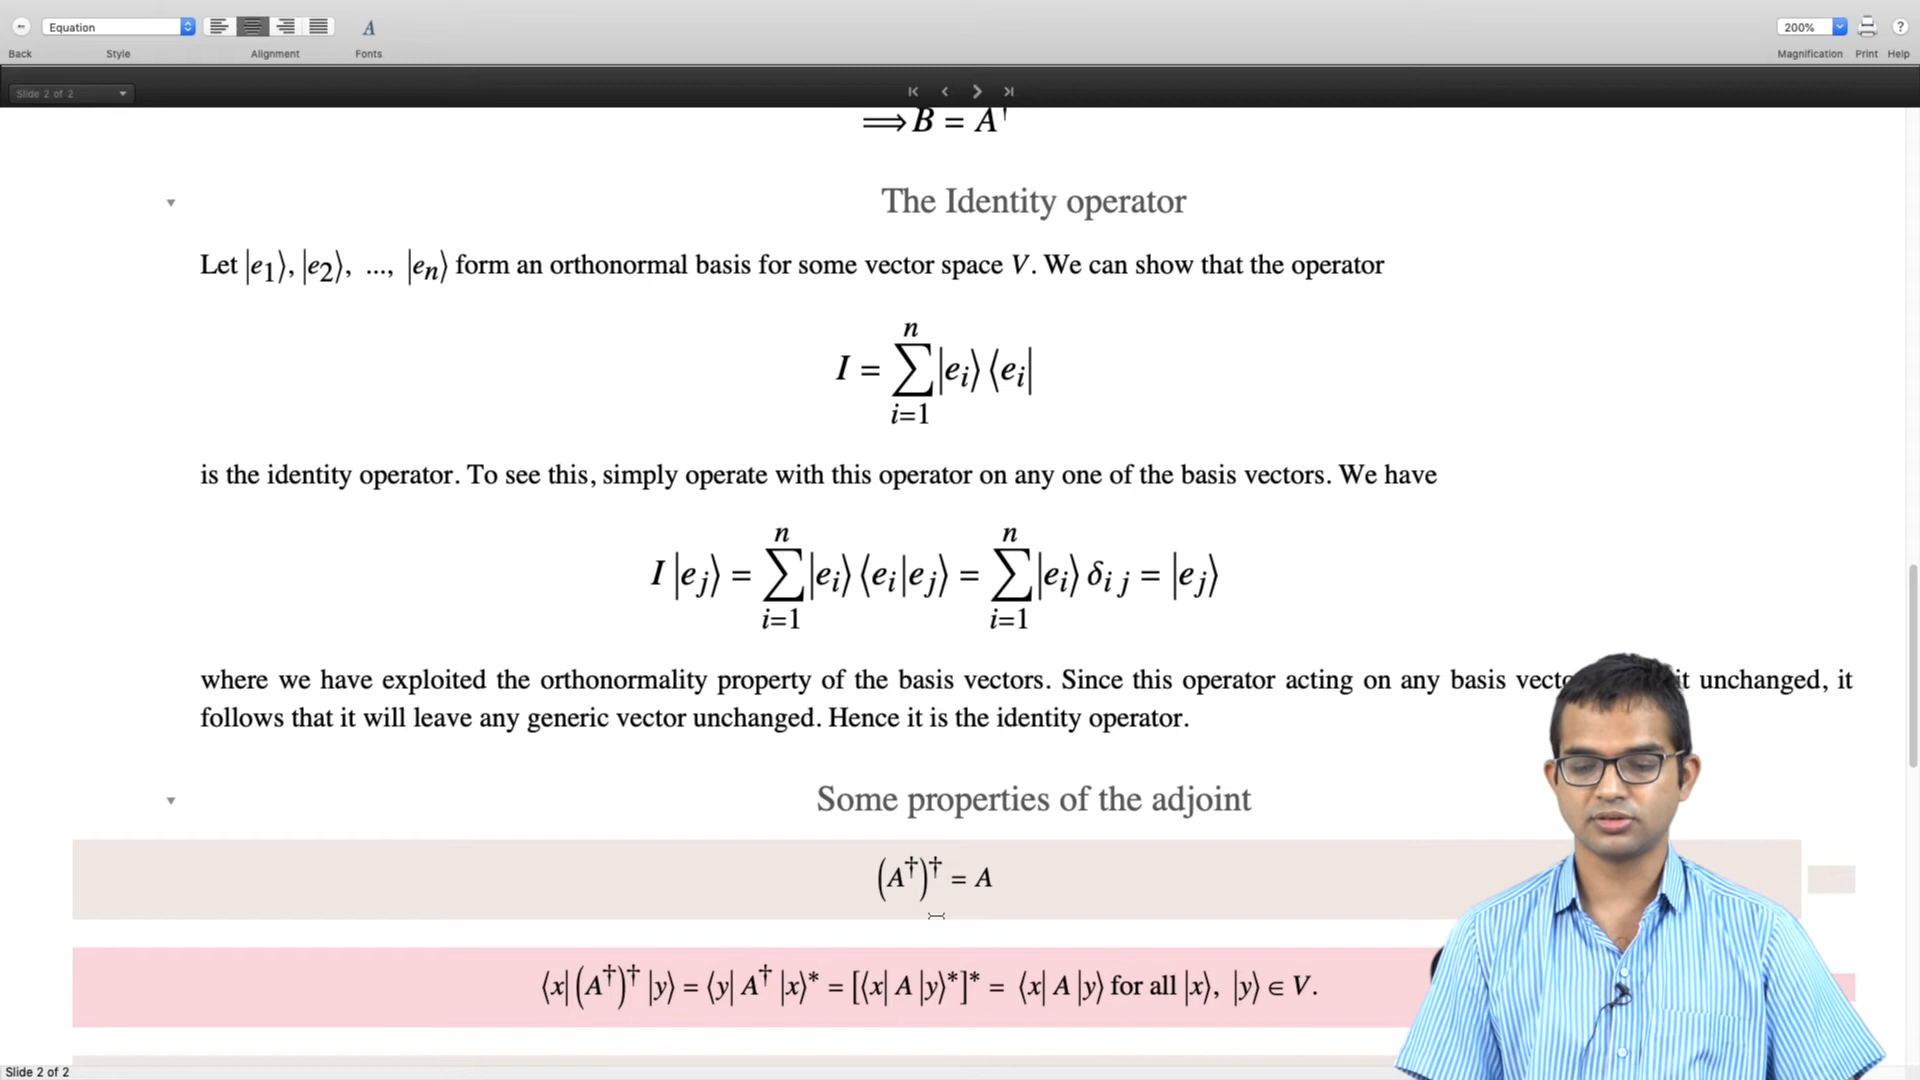 Equation
200%
Back
Style
Alignment
Fonts
Magnification
Print
Help
Slide 2 of 2
⟹ B = A†
The Identity operator
Let |e₁⟩, |e₂⟩, ..., |eₙ⟩ form an orthonormal basis for some vector space V. We can show that the operator
I = ∑ᵢ₌₁ⁿ |eᵢ⟩ ⟨eᵢ|
is the identity operator. To see this, simply operate with this operator on any one of the basis vectors. We have
I |eⱼ⟩ = ∑ᵢ₌₁ⁿ |eᵢ⟩ ⟨eᵢ|eⱼ⟩ = ∑ᵢ₌₁ⁿ |eᵢ⟩ δᵢ ⱼ = |eⱼ⟩
where we have exploited the orthonormality property of the basis vectors. Since this operator acting on any basis it unchanged, it
follows that it will leave any generic vector unchanged. Hence it is the identity operator.
Some properties of the adjoint
(A†)† = A
⟨x| (A†)† |y⟩ = ⟨y| A† |x⟩* = [⟨x| A |y⟩*]* = ⟨x| A |y⟩ for all |x⟩, |y⟩ ∈ V.
Slide 2 of 2